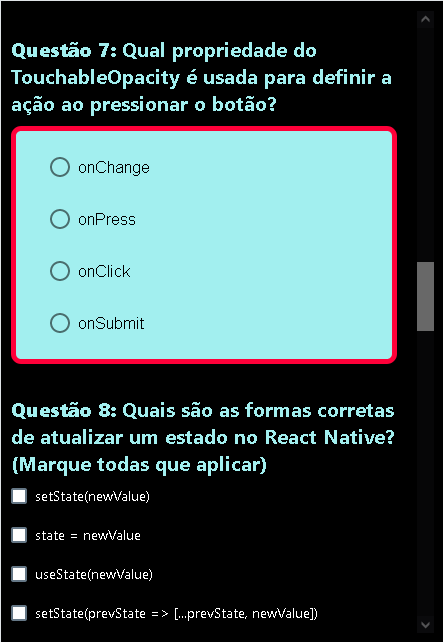 Questão 7: Qual propriedade do
TouchableOpacity é usada para definir a
ação ao pressionar o botão?
onChange
onPress
onClick
onSubmit
Questão 8: Quais são as formas corretas
de atualizar um estado no React Native?
(Marque todas que aplicar)
setState(newValue)
state = newValue
useState(newValue)
setState(prevState => [...prevState, newValue])